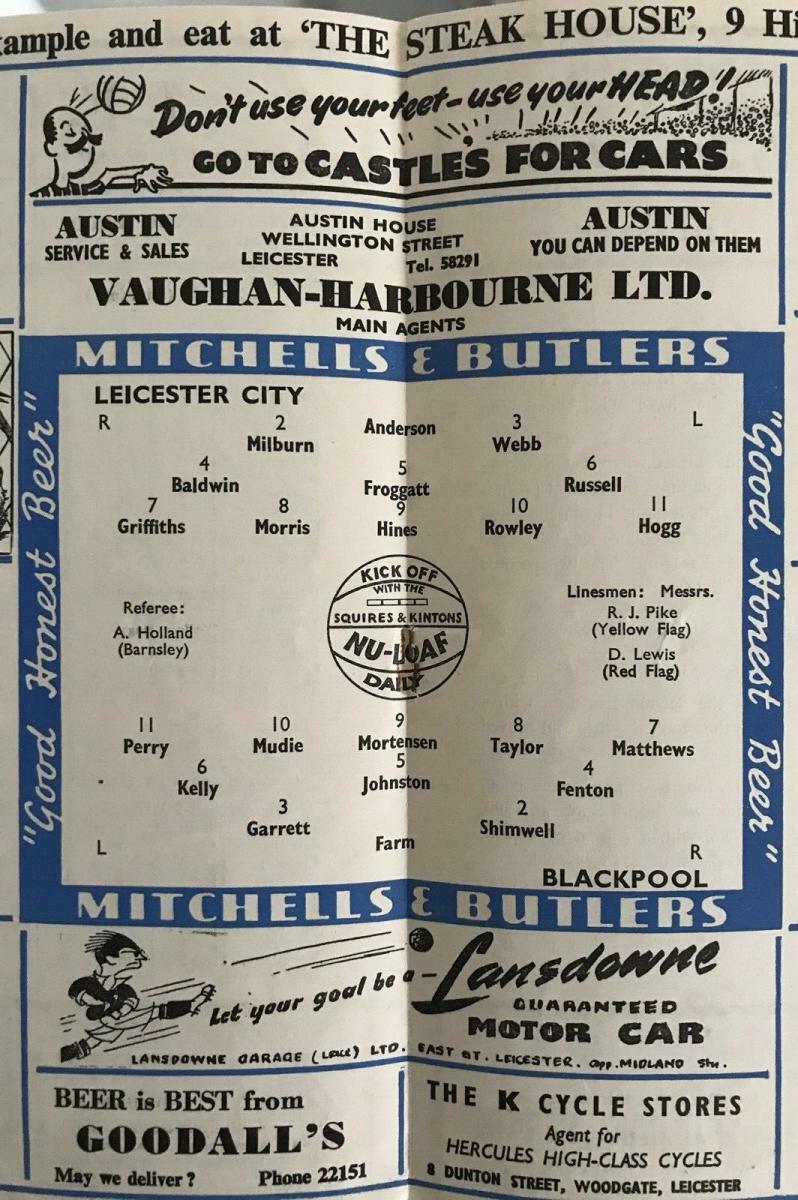 ample and eat at 'THE STEAK HOUSE', 9 Hi
Don't use your feet - use your HEAD!
GO TO CASTLES FOR CARS
AUSTIN
SERVICE & SALES
AUSTIN HOUSE
WELLINGTON STREET
LEICESTER Tel. 58291
AUSTIN
YOU CAN DEPEND ON THEM
VAUGHAN-HARBOURNE LTD.
MAIN AGENTS
MITCHELLS & BUTLERS
"Good Honest Beer"
"Good Honest Beer"
LEICESTER CITY
R 2 Anderson 3 L
Milburn Webb
4 5 6
Baldwin Froggatt Russell
7 8 9 10 11
Griffiths Morris Hines Rowley Hogg
Referee:
A. Holland
(Barnsley)
KICK OFF
WITH THE
SQUIRES & KINTONS
NU-LOAF
DAILY
Linesmen: Messrs.
R. J. Pike
(Yellow Flag)
D. Lewis
(Red Flag)
11 10 9 8 7
Perry Mudie Mortensen Taylor Matthews
6 5 4
Kelly Johnston Fenton
3 2
Garrett Shimwell
L Farm R
BLACKPOOL
MITCHELLS & BUTLERS
Let your goal be a - Lansdowne
GUARANTEED
MOTOR CAR
LANSDOWNE GARAGE (LEIC) LTD. EAST ST. LEICESTER. Opp. MIDLAND Stn.
BEER is BEST from
GOODALL'S
May we deliver? Phone 22151
THE K CYCLE STORES
Agent for
HERCULES HIGH-CLASS CYCLES
8 DUNTON STREET, WOODGATE, LEICESTER